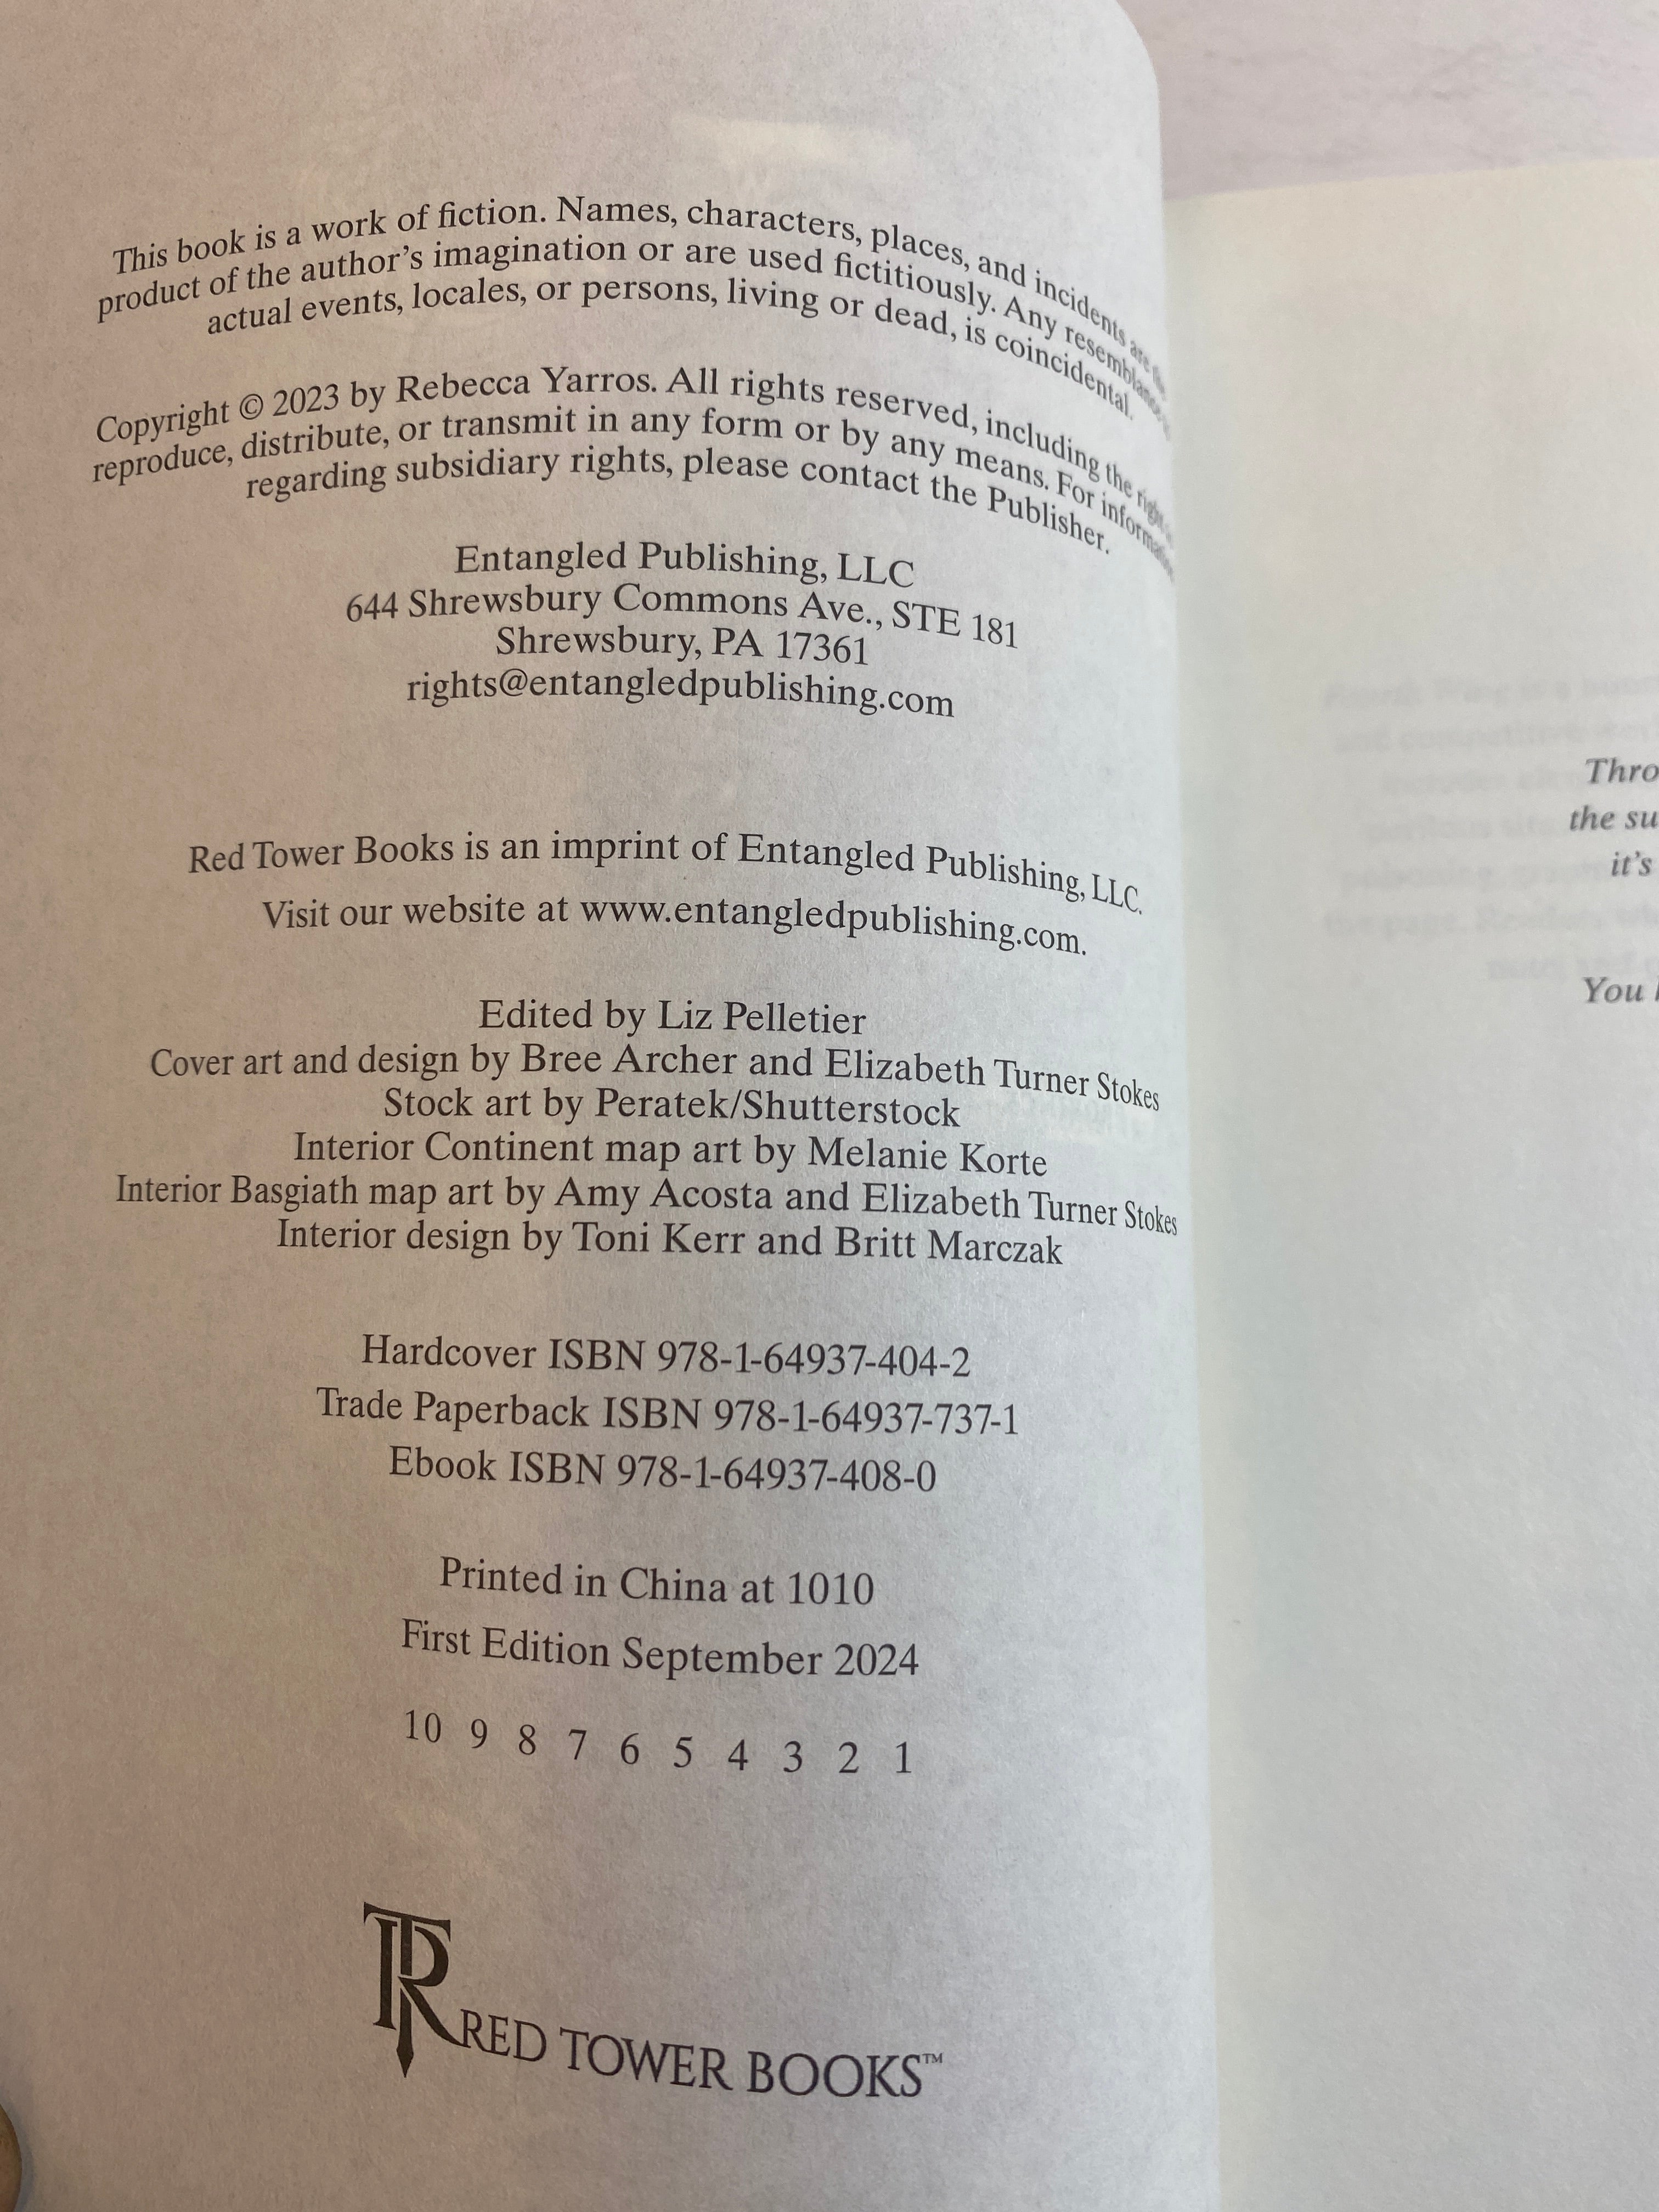 This book is a work of fiction. Names, characters, places, and incidents are the
product of the author's imagination or are used fictitiously. Any resemblance
actual events, locales, or persons, living or dead, is coincidental.
Copyright © 2023 by Rebecca Yarros. All rights reserved, including the right
reproduce, distribute, or transmit in any form or by any means. For information
regarding subsidiary rights, please contact the Publisher.
Entangled Publishing, LLC
644 Shrewsbury Commons Ave., STE 181
Shrewsbury, PA 17361
rights@entangledpublishing.com
Red Tower Books is an imprint of Entangled Publishing, LLC.
Visit our website at www.entangledpublishing.com.
Edited by Liz Pelletier
Cover art and design by Bree Archer and Elizabeth Turner Stokes
Stock art by Peratek/Shutterstock
Interior Continent map art by Melanie Korte
Interior Basgiath map art by Amy Acosta and Elizabeth Turner Stokes
Interior design by Toni Kerr and Britt Marczak
Hardcover ISBN 978-1-64937-404-2
Trade Paperback ISBN 978-1-64937-737-1
Ebook ISBN 978-1-64937-408-0
Printed in China at 1010
First Edition September 2024
10 9 8 7 6 5 4 3 2 1
RED TOWER BOOKS™
Thro
the su
it's
You